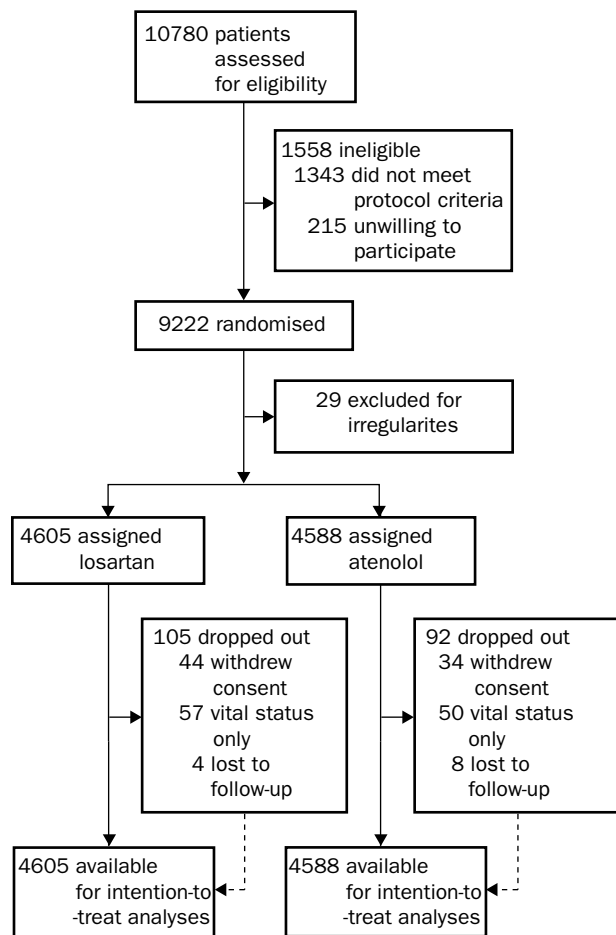 10780 patients
assessed
for eligibility
1558 ineligible
1343 did not meet
protocol criteria
215 unwilling to
participate
9222 randomised
29 excluded for
irregularites
4605 assigned
losartan
4588 assigned
atenolol
105 dropped out
44 withdrew
consent
57 vital status
only
4 lost to
follow-up
92 dropped out
34 withdrew
consent
50 vital status
only
8 lost to
follow-up
4605 available
for intention-to
-treat analyses
4588 available
for intention-to
-treat analyses